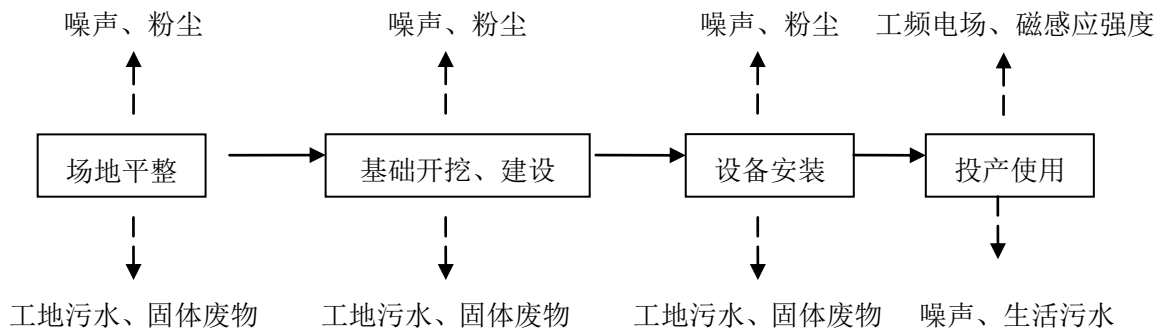 噪声、粉尘 噪声、粉尘 噪声、粉尘 工频电场、磁感应强度
场地平整 基础开挖、建设 设备安装 投产使用
工地污水、固体废物 工地污水、固体废物 工地污水、固体废物 噪声、生活污水